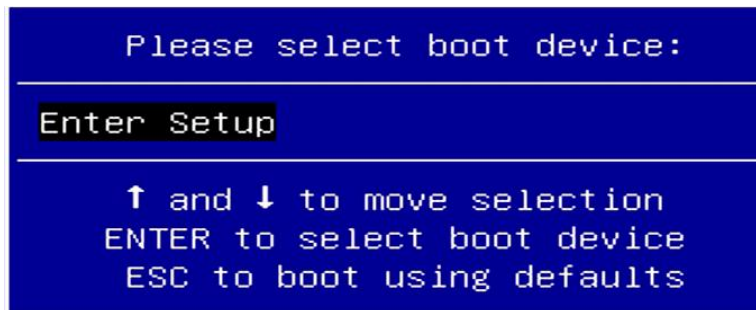 Please select boot device:
Enter Setup
↑ and ↓ to move selection
ENTER to select boot device
ESC to boot using defaults